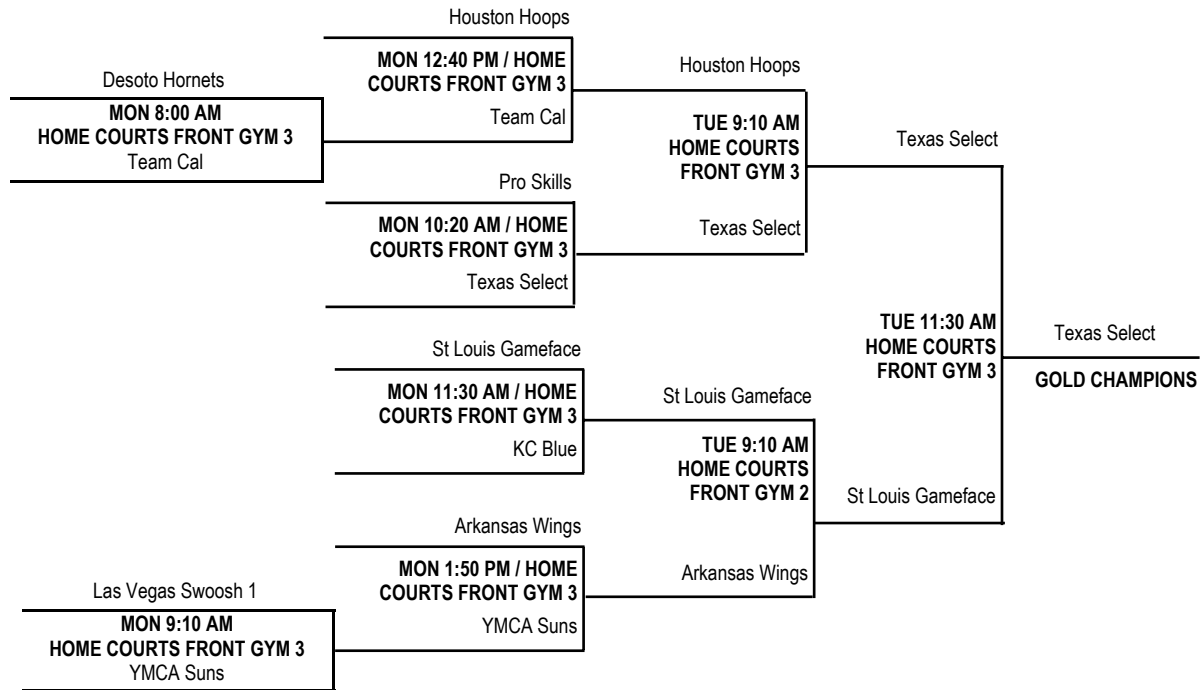 Houston Hoops
MON 12:40 PM / HOME
COURTS FRONT GYM 3
Team Cal
Desoto Hornets
MON 8:00 AM
HOME COURTS FRONT GYM 3
Team Cal
Houston Hoops
TUE 9:10 AM
HOME COURTS
FRONT GYM 3
Texas Select
Pro Skills
MON 10:20 AM / HOME
COURTS FRONT GYM 3
Texas Select
Texas Select
TUE 11:30 AM
HOME COURTS
FRONT GYM 3
Texas Select
GOLD CHAMPIONS
St Louis Gameface
MON 11:30 AM / HOME
COURTS FRONT GYM 3
KC Blue
St Louis Gameface
TUE 9:10 AM
HOME COURTS
FRONT GYM 2
Arkansas Wings
St Louis Gameface
Arkansas Wings
MON 1:50 PM / HOME
COURTS FRONT GYM 3
YMCA Suns
Las Vegas Swoosh 1
MON 9:10 AM
HOME COURTS FRONT GYM 3
YMCA Suns